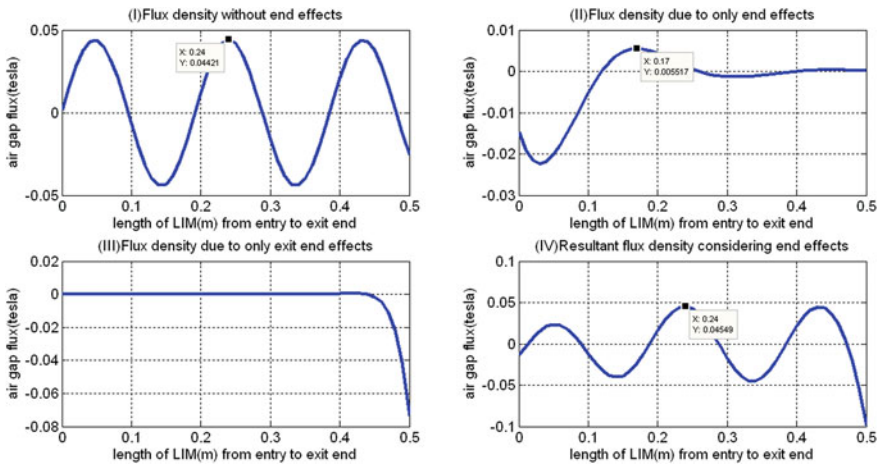 (I)Flux density without end effects
0.05
0
-0.05
air gap flux(tesla)
X: 0.24
Y: 0.04421
0 0.1 0.2 0.3 0.4 0.5
length of LIM(m) from entry to exit end
(II)Flux density due to only end effects
0.01
0
-0.01
-0.02
-0.03
air gap flux(tesla)
X: 0.17
Y: 0.005517
0 0.1 0.2 0.3 0.4 0.5
length of LIM(m) from entry to exit end
(III)Flux density due to only exit end effects
0.02
0
-0.02
-0.04
-0.06
-0.08
air gap flux(tesla)
0 0.1 0.2 0.3 0.4 0.5
length of LIM(m) from entry to exit end
(IV)Resultant flux density considering end effects
0.1
0.05
0
-0.05
-0.1
air gap flux(tesla)
X: 0.24
Y: 0.04549
0 0.1 0.2 0.3 0.4 0.5
length of LIM(m) from entry to exit end